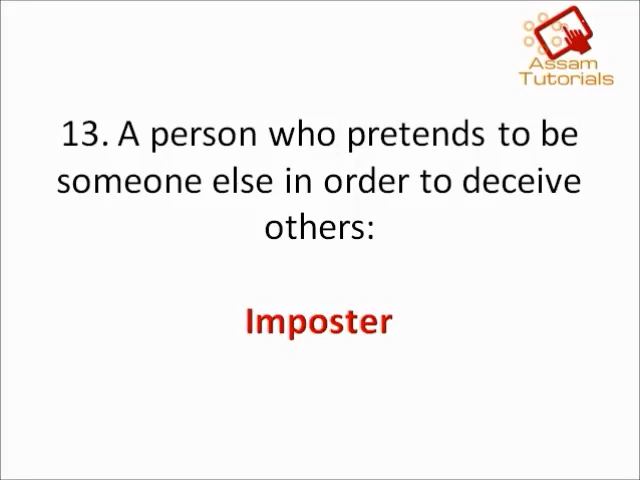 Assam
Tutorials
13. A person who pretends to be
someone else in order to deceive
others:
Imposter